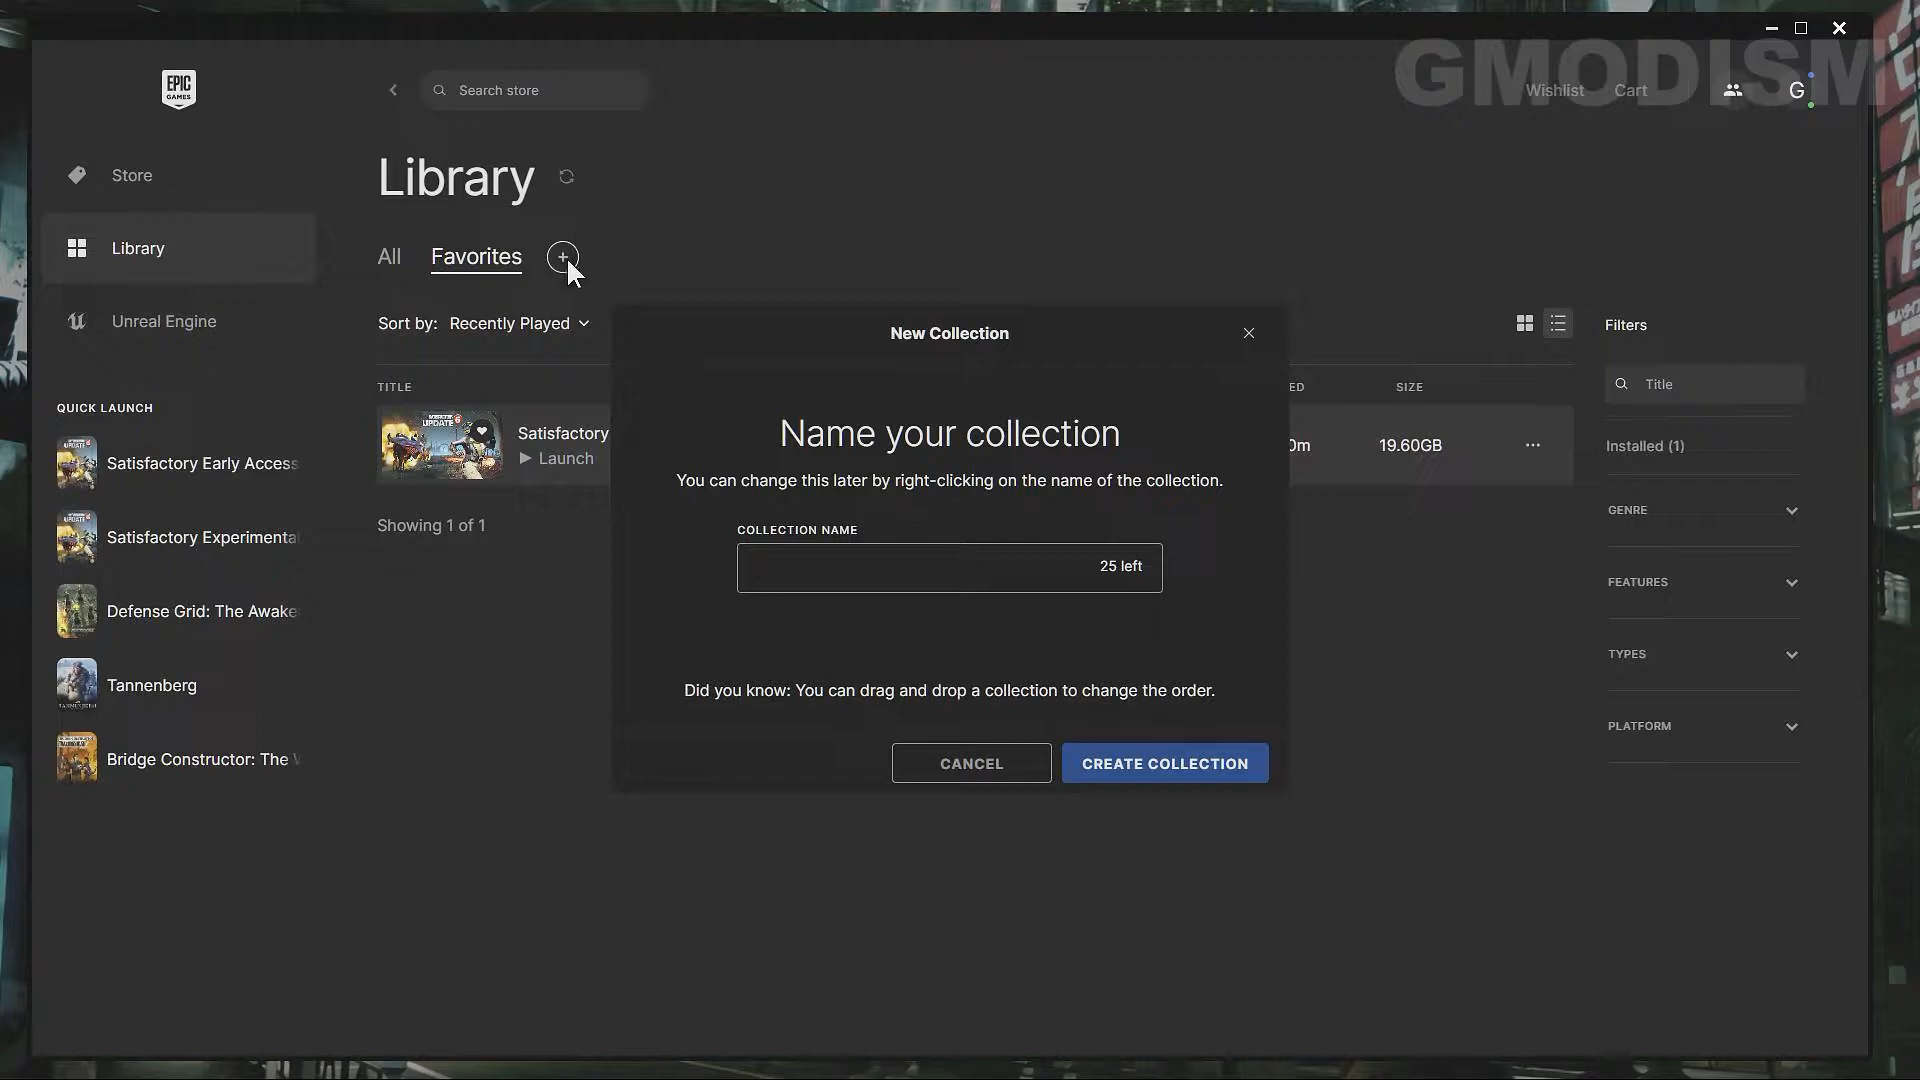 GMODISM
EPIC
GAMES
Search store
Wishlist
Cart
G
Store
Library
Unreal Engine
QUICK LAUNCH
Satisfactory Early Access
Satisfactory Experimenta
Defense Grid: The Awake
Tannenberg
Bridge Constructor: The W
Library
All
Favorites
Sort by: Recently Played
TITLE
ED
SIZE
UPDATE
Satisfactory
Launch
0m
19.60GB
Showing 1 of 1
New Collection
Name your collection
You can change this later by right-clicking on the name of the collection.
COLLECTION NAME
25 left
Did you know: You can drag and drop a collection to change the order.
CANCEL
CREATE COLLECTION
Filters
Title
Installed (1)
GENRE
FEATURES
TYPES
PLATFORM